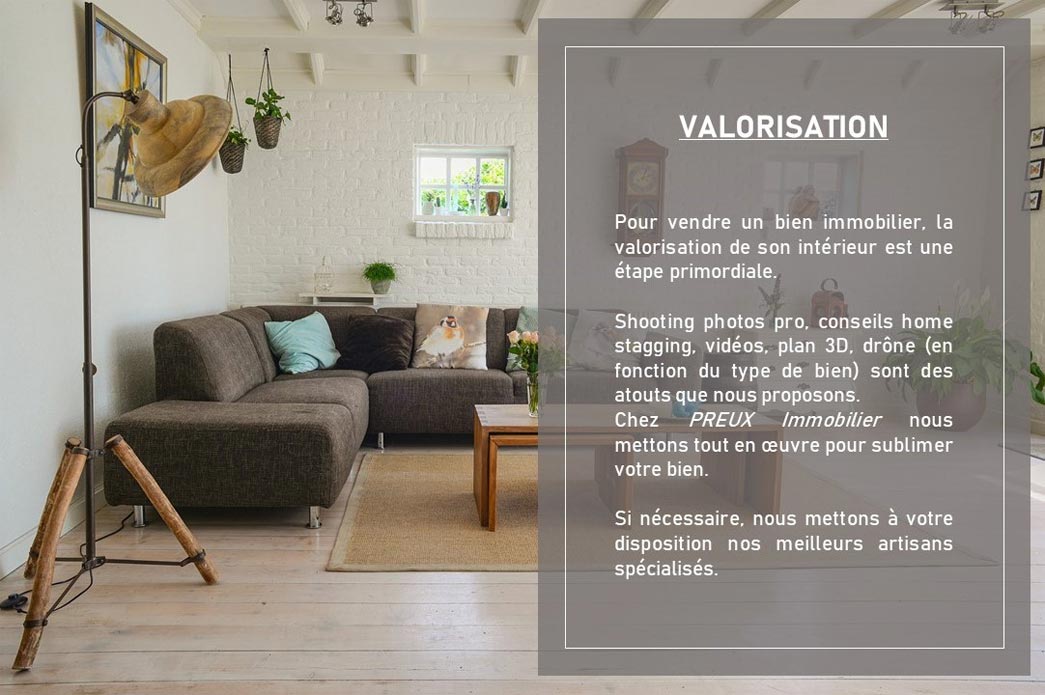 VALORISATION
Pour vendre un bien immobilier, la
valorisation de son intérieur est une
étape primordiale.
Shooting photos pro, conseils home
stagging, vidéos, plan 3D, drône (en
fonction du type de bien) sont des
atouts que nous proposons.
Chez PREUX Immobilier nous
mettons tout en œuvre pour sublimer
votre bien.
Si nécessaire, nous mettons à votre
disposition nos meilleurs artisans
spécialisés.